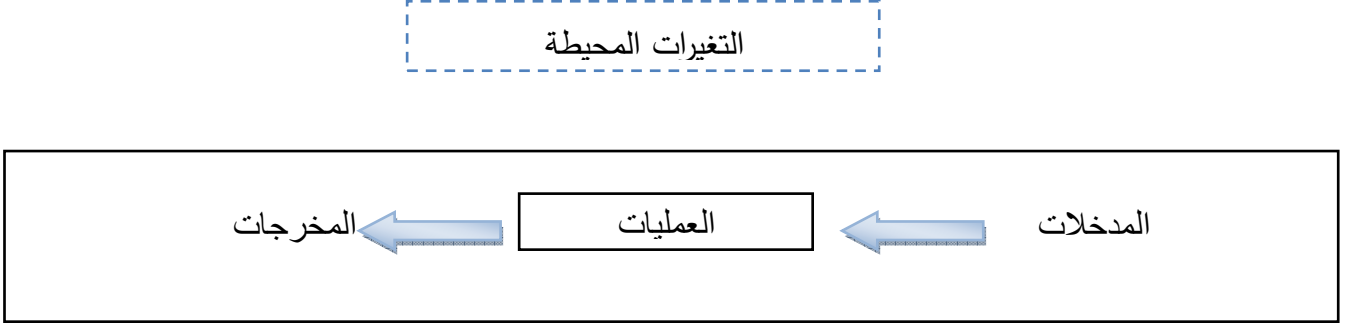 التغيرات المحيطة
المدخلات
العمليات
المخرجات